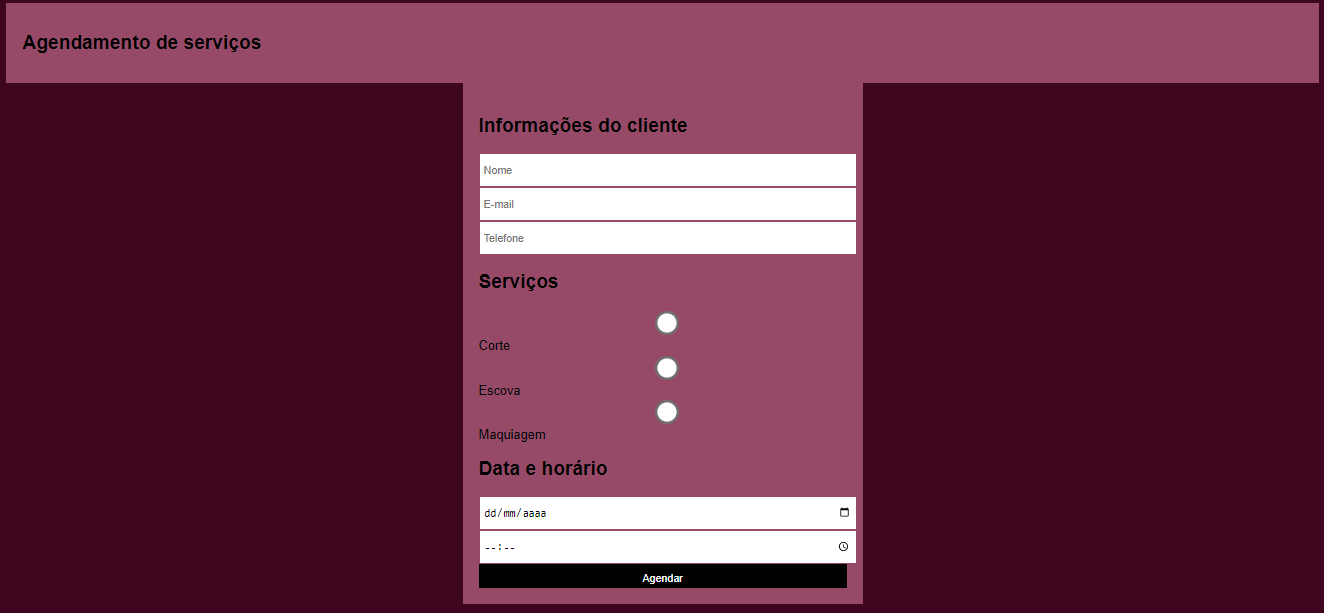 Agendamento de serviços
Informações do cliente
Nome
E-mail
Telefone
Serviços
Corte
Escova
Maquiagem
Data e horário
dd/mm/aaaa
--:--
Agendar